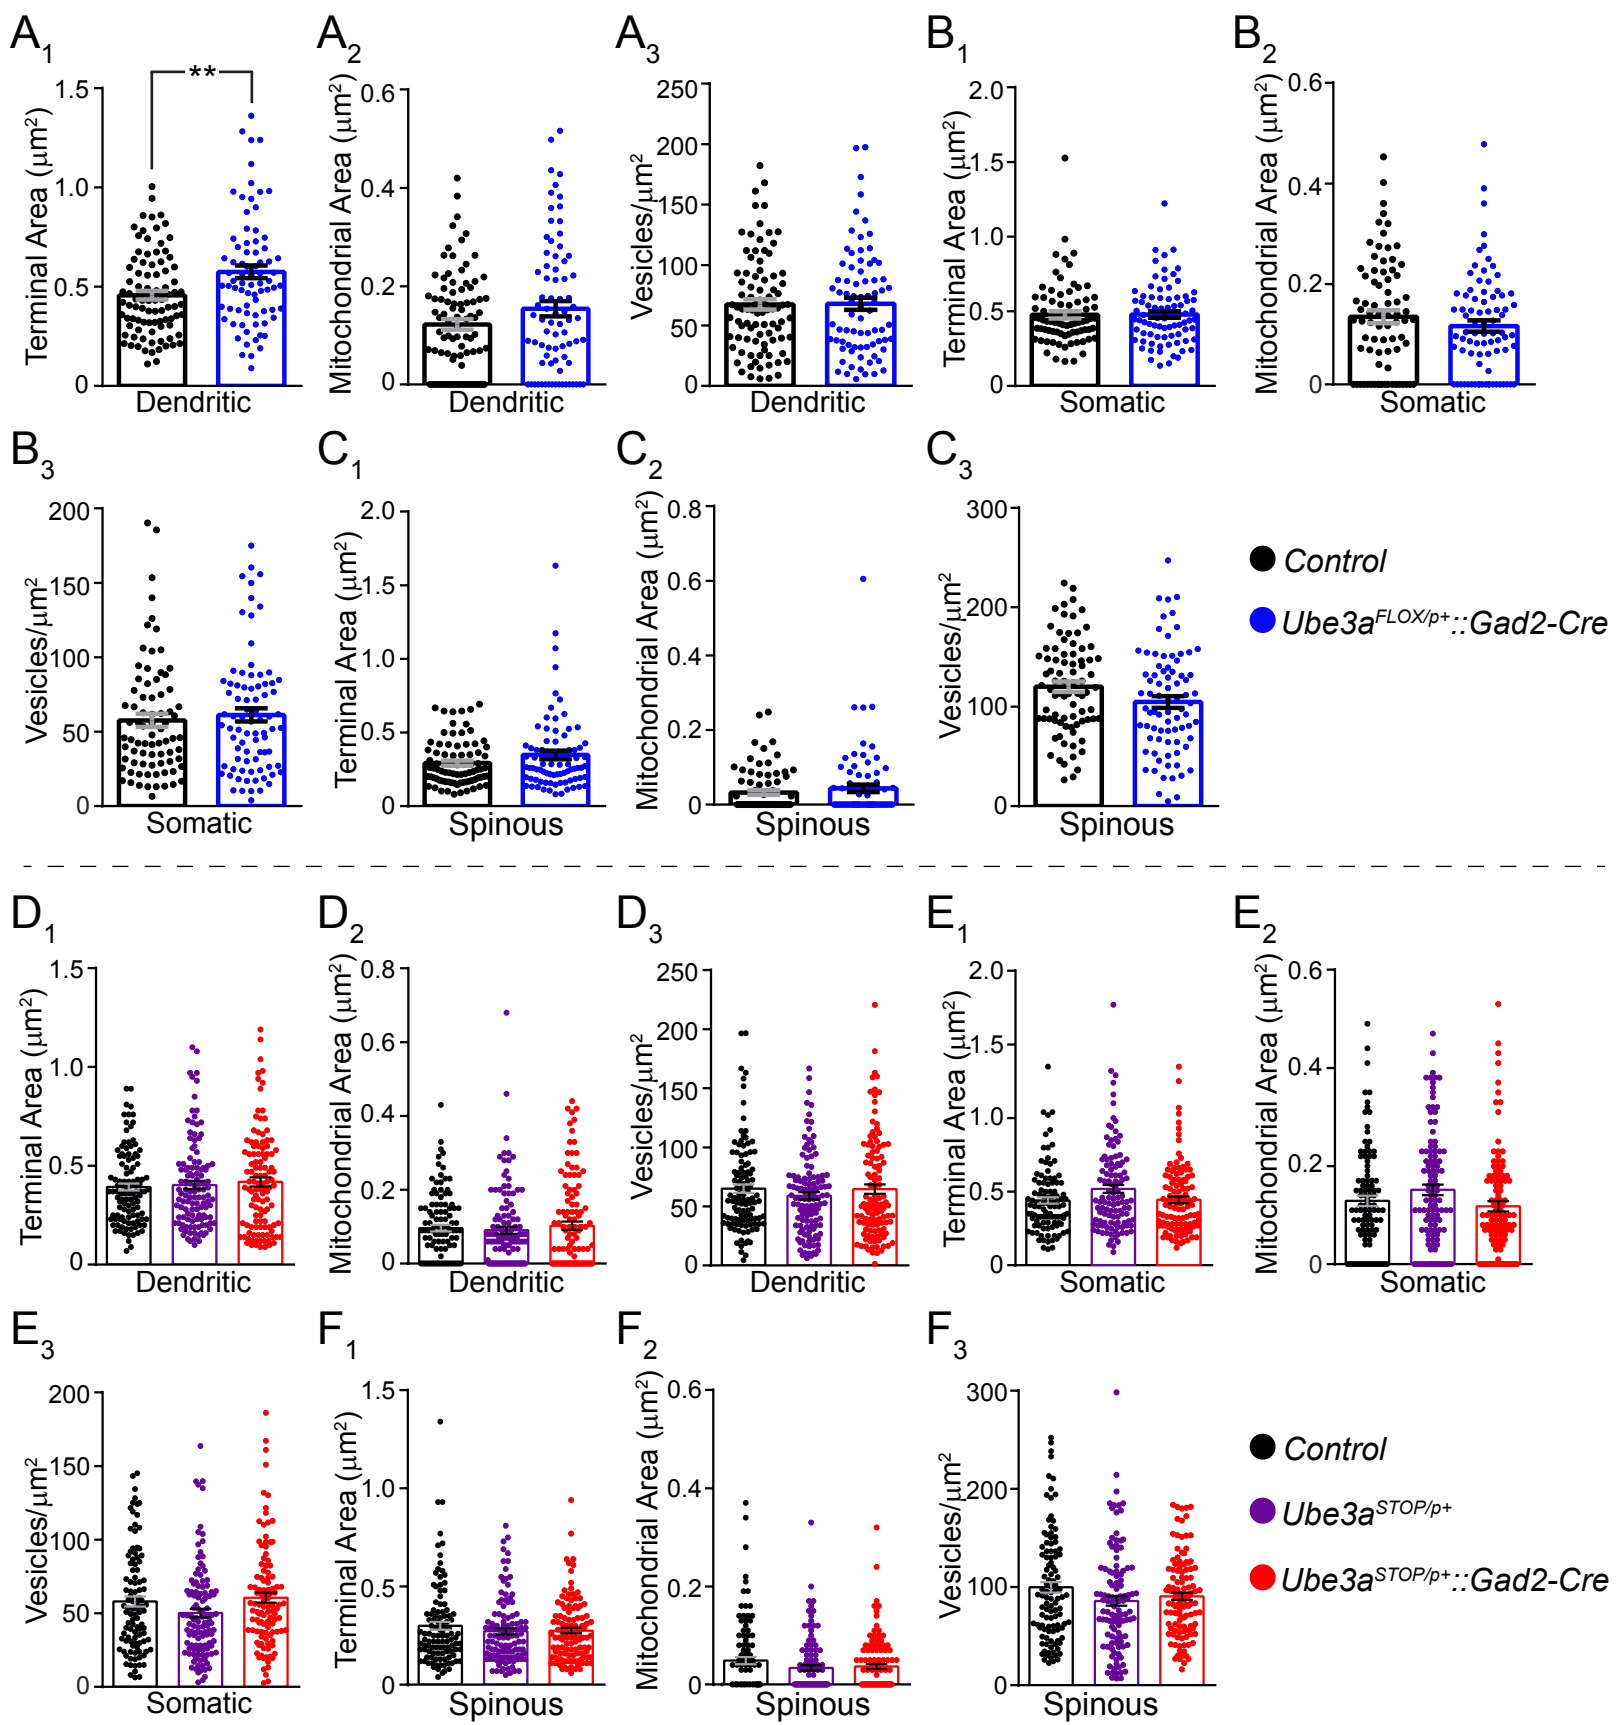 A1
**
Terminal Area (μm²)
1.5
1.0
0.5
0
Dendritic
A2
Mitochondrial Area (μm²)
0.6
0.4
0.2
0
Dendritic
A3
Vesicles/μm²
250
200
150
100
50
0
Dendritic
B1
Terminal Area (μm²)
2.0
1.5
1.0
0.5
0
Somatic
B2
Mitochondrial Area (μm²)
0.6
0.4
0.2
0
Somatic
B3
Vesicles/μm²
200
150
100
50
0
Somatic
C1
Terminal Area (μm²)
2.0
1.5
1.0
0.5
0
Spinous
C2
Mitochondrial Area (μm²)
0.8
0.6
0.4
0.2
0
Spinous
C3
Vesicles/μm²
300
200
100
0
Spinous
Control
Ube3aFLOX/p+::Gad2-Cre
D1
Terminal Area (μm²)
1.5
1.0
0.5
0
Dendritic
D2
Mitochondrial Area (μm²)
0.8
0.6
0.4
0.2
0
Dendritic
D3
Vesicles/μm²
250
200
150
100
50
0
Dendritic
E1
Terminal Area (μm²)
2.0
1.5
1.0
0.5
0
Somatic
E2
Mitochondrial Area (μm²)
0.6
0.4
0.2
0
Somatic
E3
Vesicles/μm²
200
150
100
50
0
Somatic
F1
Terminal Area (μm²)
1.5
1.0
0.5
0
Spinous
F2
Mitochondrial Area (μm²)
0.6
0.4
0.2
0
Spinous
F3
Vesicles/μm²
300
200
100
0
Spinous
Control
Ube3aSTOP/p+
Ube3aSTOP/p+::Gad2-Cre